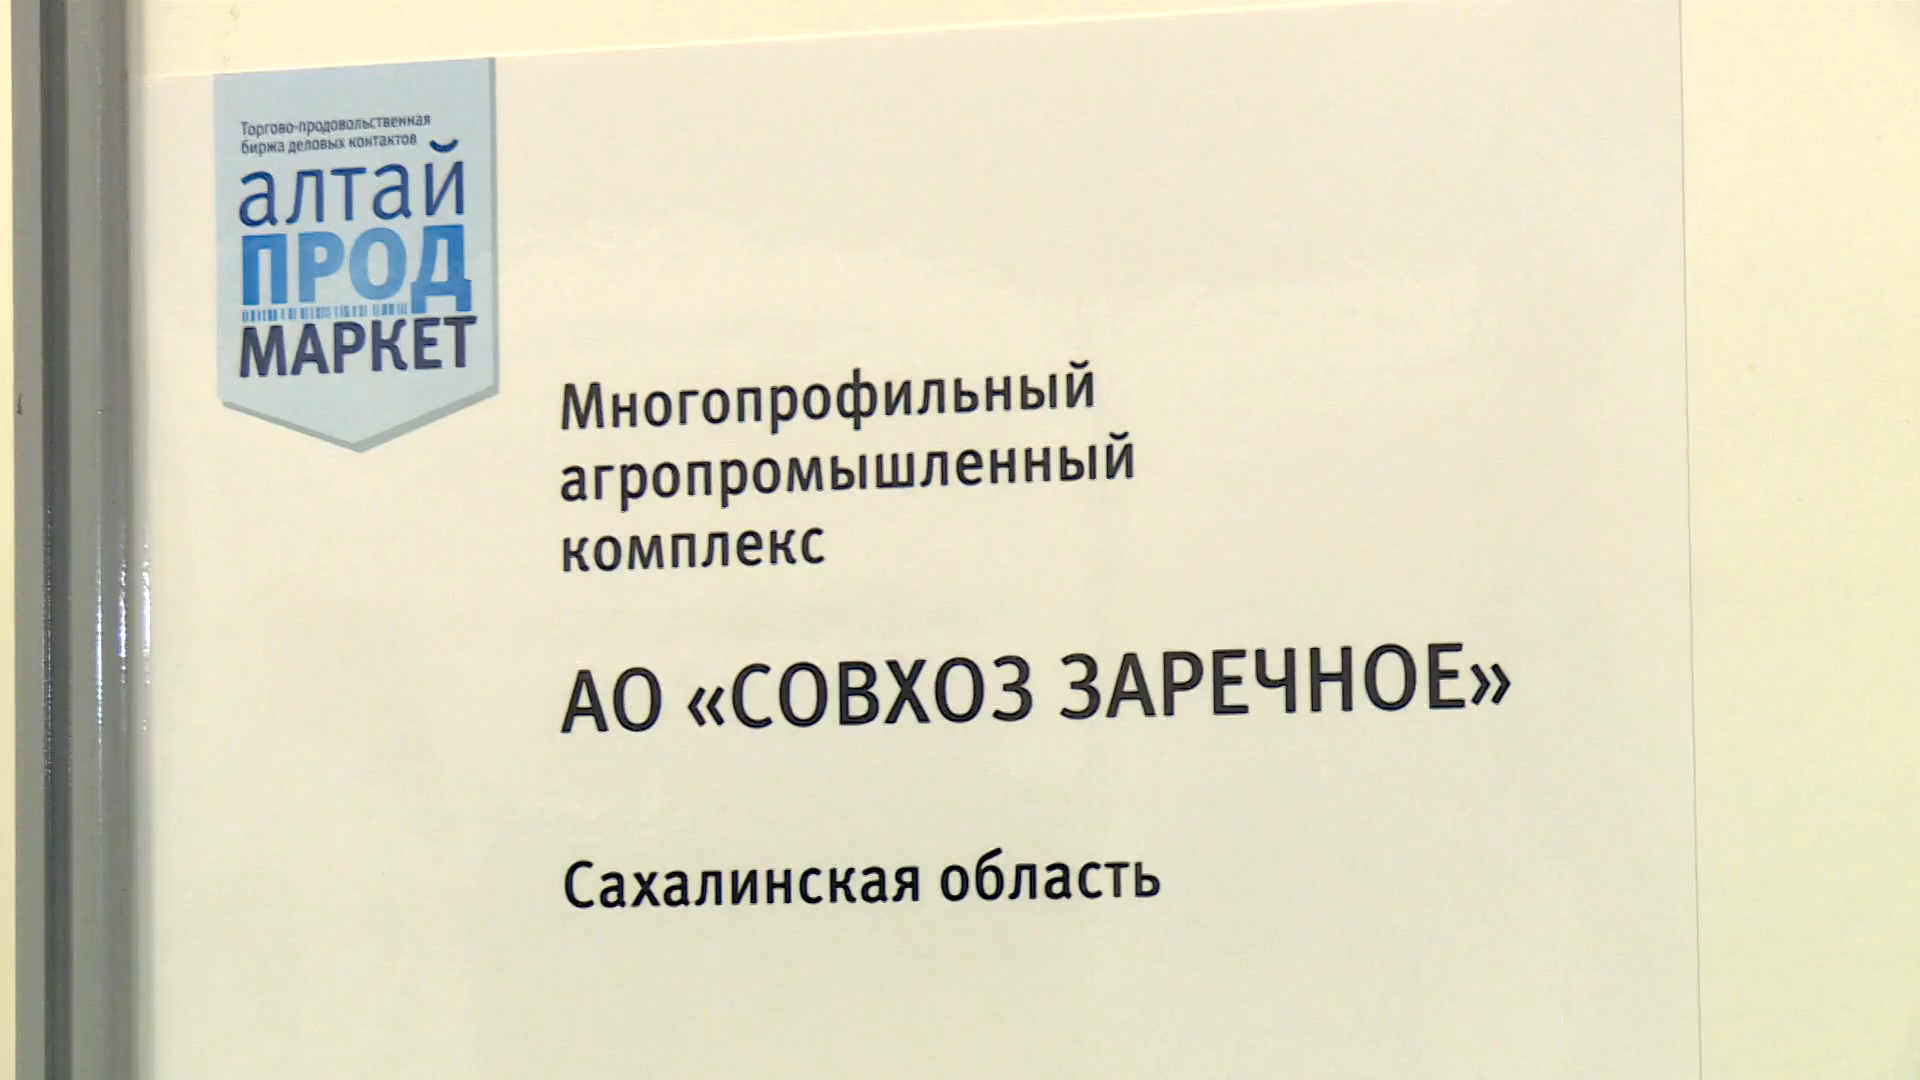 Торгово-продовольственная
биржа деловых контактов
алтай
ПРОД
МАРКЕТ
Многопрофильный
агропромышленный
комплекс
АО «СОВХОЗ ЗАРЕЧНОЕ»
Сахалинская область